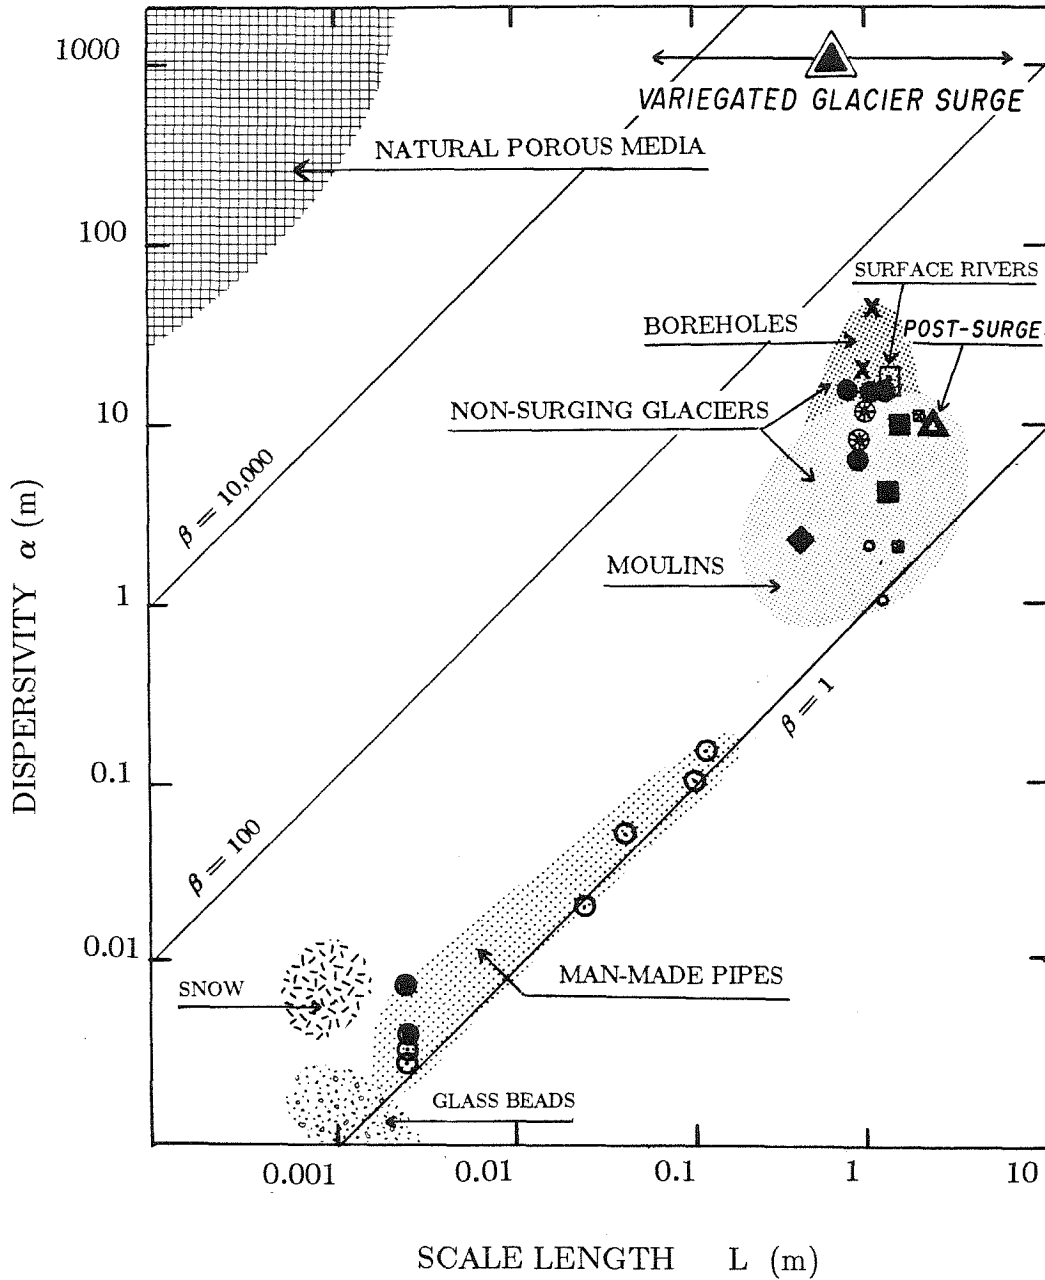 1000
VARIEGATED GLACIER SURGE
NATURAL POROUS MEDIA
100
SURFACE RIVERS
BOREHOLES
POST-SURGE
NON-SURGING GLACIERS
10
β = 10,000
MOULINS
1
β = 1
0.1
β = 100
0.01
MAN-MADE PIPES
SNOW
GLASS BEADS
0.001
0.01
0.1
1
10
DISPERSIVITY α (m)
SCALE LENGTH L (m)